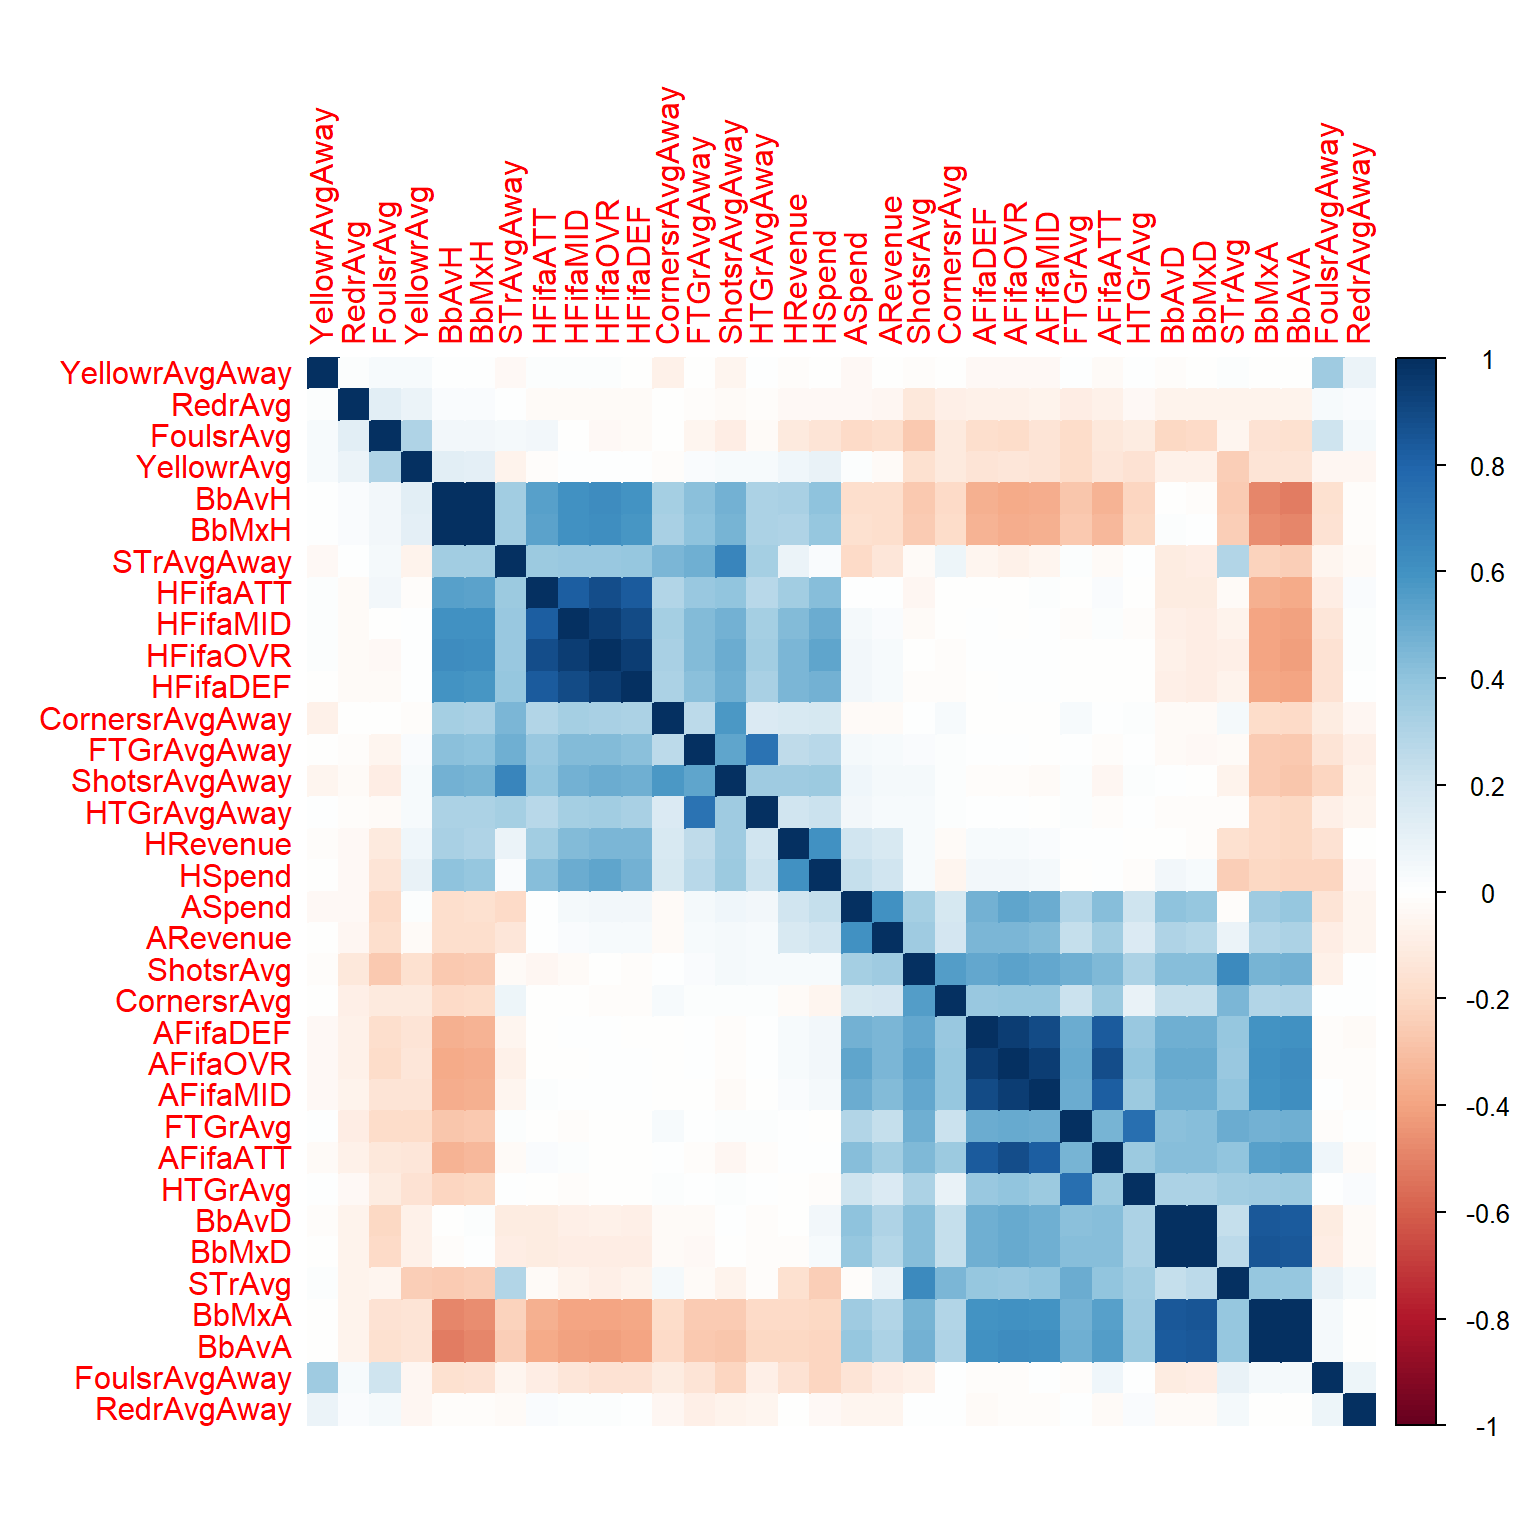 YellowrAvgAway
RedrAvg
FoulsrAvg
YellowrAvg
BbAvH
BbMxH
STrAvgAway
HFifaATT
HFifaMID
HFifaOVR
HFifaDEF
CornersrAvgAway
FTGrAvgAway
ShotsrAvgAway
HTGrAvgAway
HRevenue
HSpend
ASpend
ARevenue
ShotsrAvg
CornersrAvg
AFifaDEF
AFifaOVR
AFifaMID
FTGrAvg
AFifaATT
HTGrAvg
BbAvD
BbMxD
STrAvg
BbMxA
BbAvA
FoulsrAvgAway
RedrAvgAway
YellowrAvgAway
RedrAvg
FoulsrAvg
YellowrAvg
BbAvH
BbMxH
STrAvgAway
HFifaATT
HFifaMID
HFifaOVR
HFifaDEF
CornersrAvgAway
FTGrAvgAway
ShotsrAvgAway
HTGrAvgAway
HRevenue
HSpend
ASpend
ARevenue
ShotsrAvg
CornersrAvg
AFifaDEF
AFifaOVR
AFifaMID
FTGrAvg
AFifaATT
HTGrAvg
BbAvD
BbMxD
STrAvg
BbMxA
BbAvA
FoulsrAvgAway
RedrAvgAway
1
0.8
0.6
0.4
0.2
0
-0.2
-0.4
-0.6
-0.8
-1